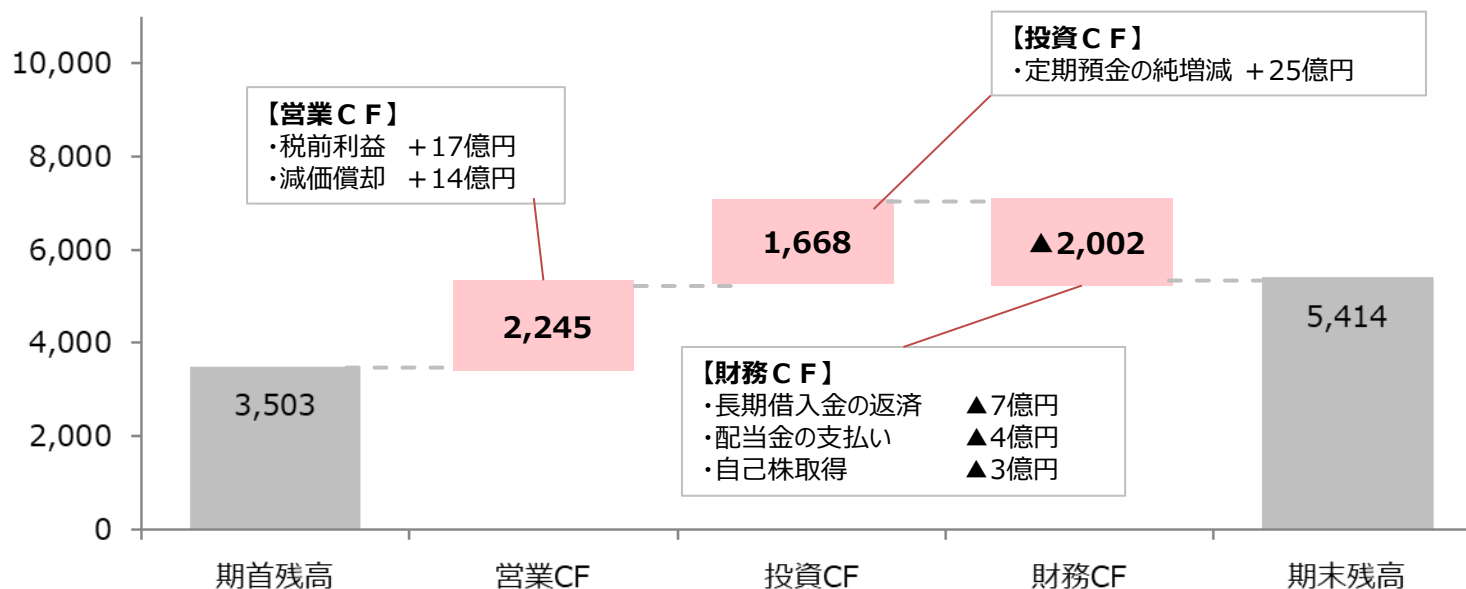 10,000
8,000
6,000
4,000
2,000
0
【営業ＣＦ】
・税前利益 ＋17億円
・減価償却 ＋14億円
【投資ＣＦ】
・定期預金の純増減 ＋25億円
【財務ＣＦ】
・長期借入金の返済 ▲7億円
・配当金の支払い ▲4億円
・自己株取得 ▲3億円
3,503
2,245
1,668
▲2,002
5,414
期首残高
営業CF
投資CF
財務CF
期末残高